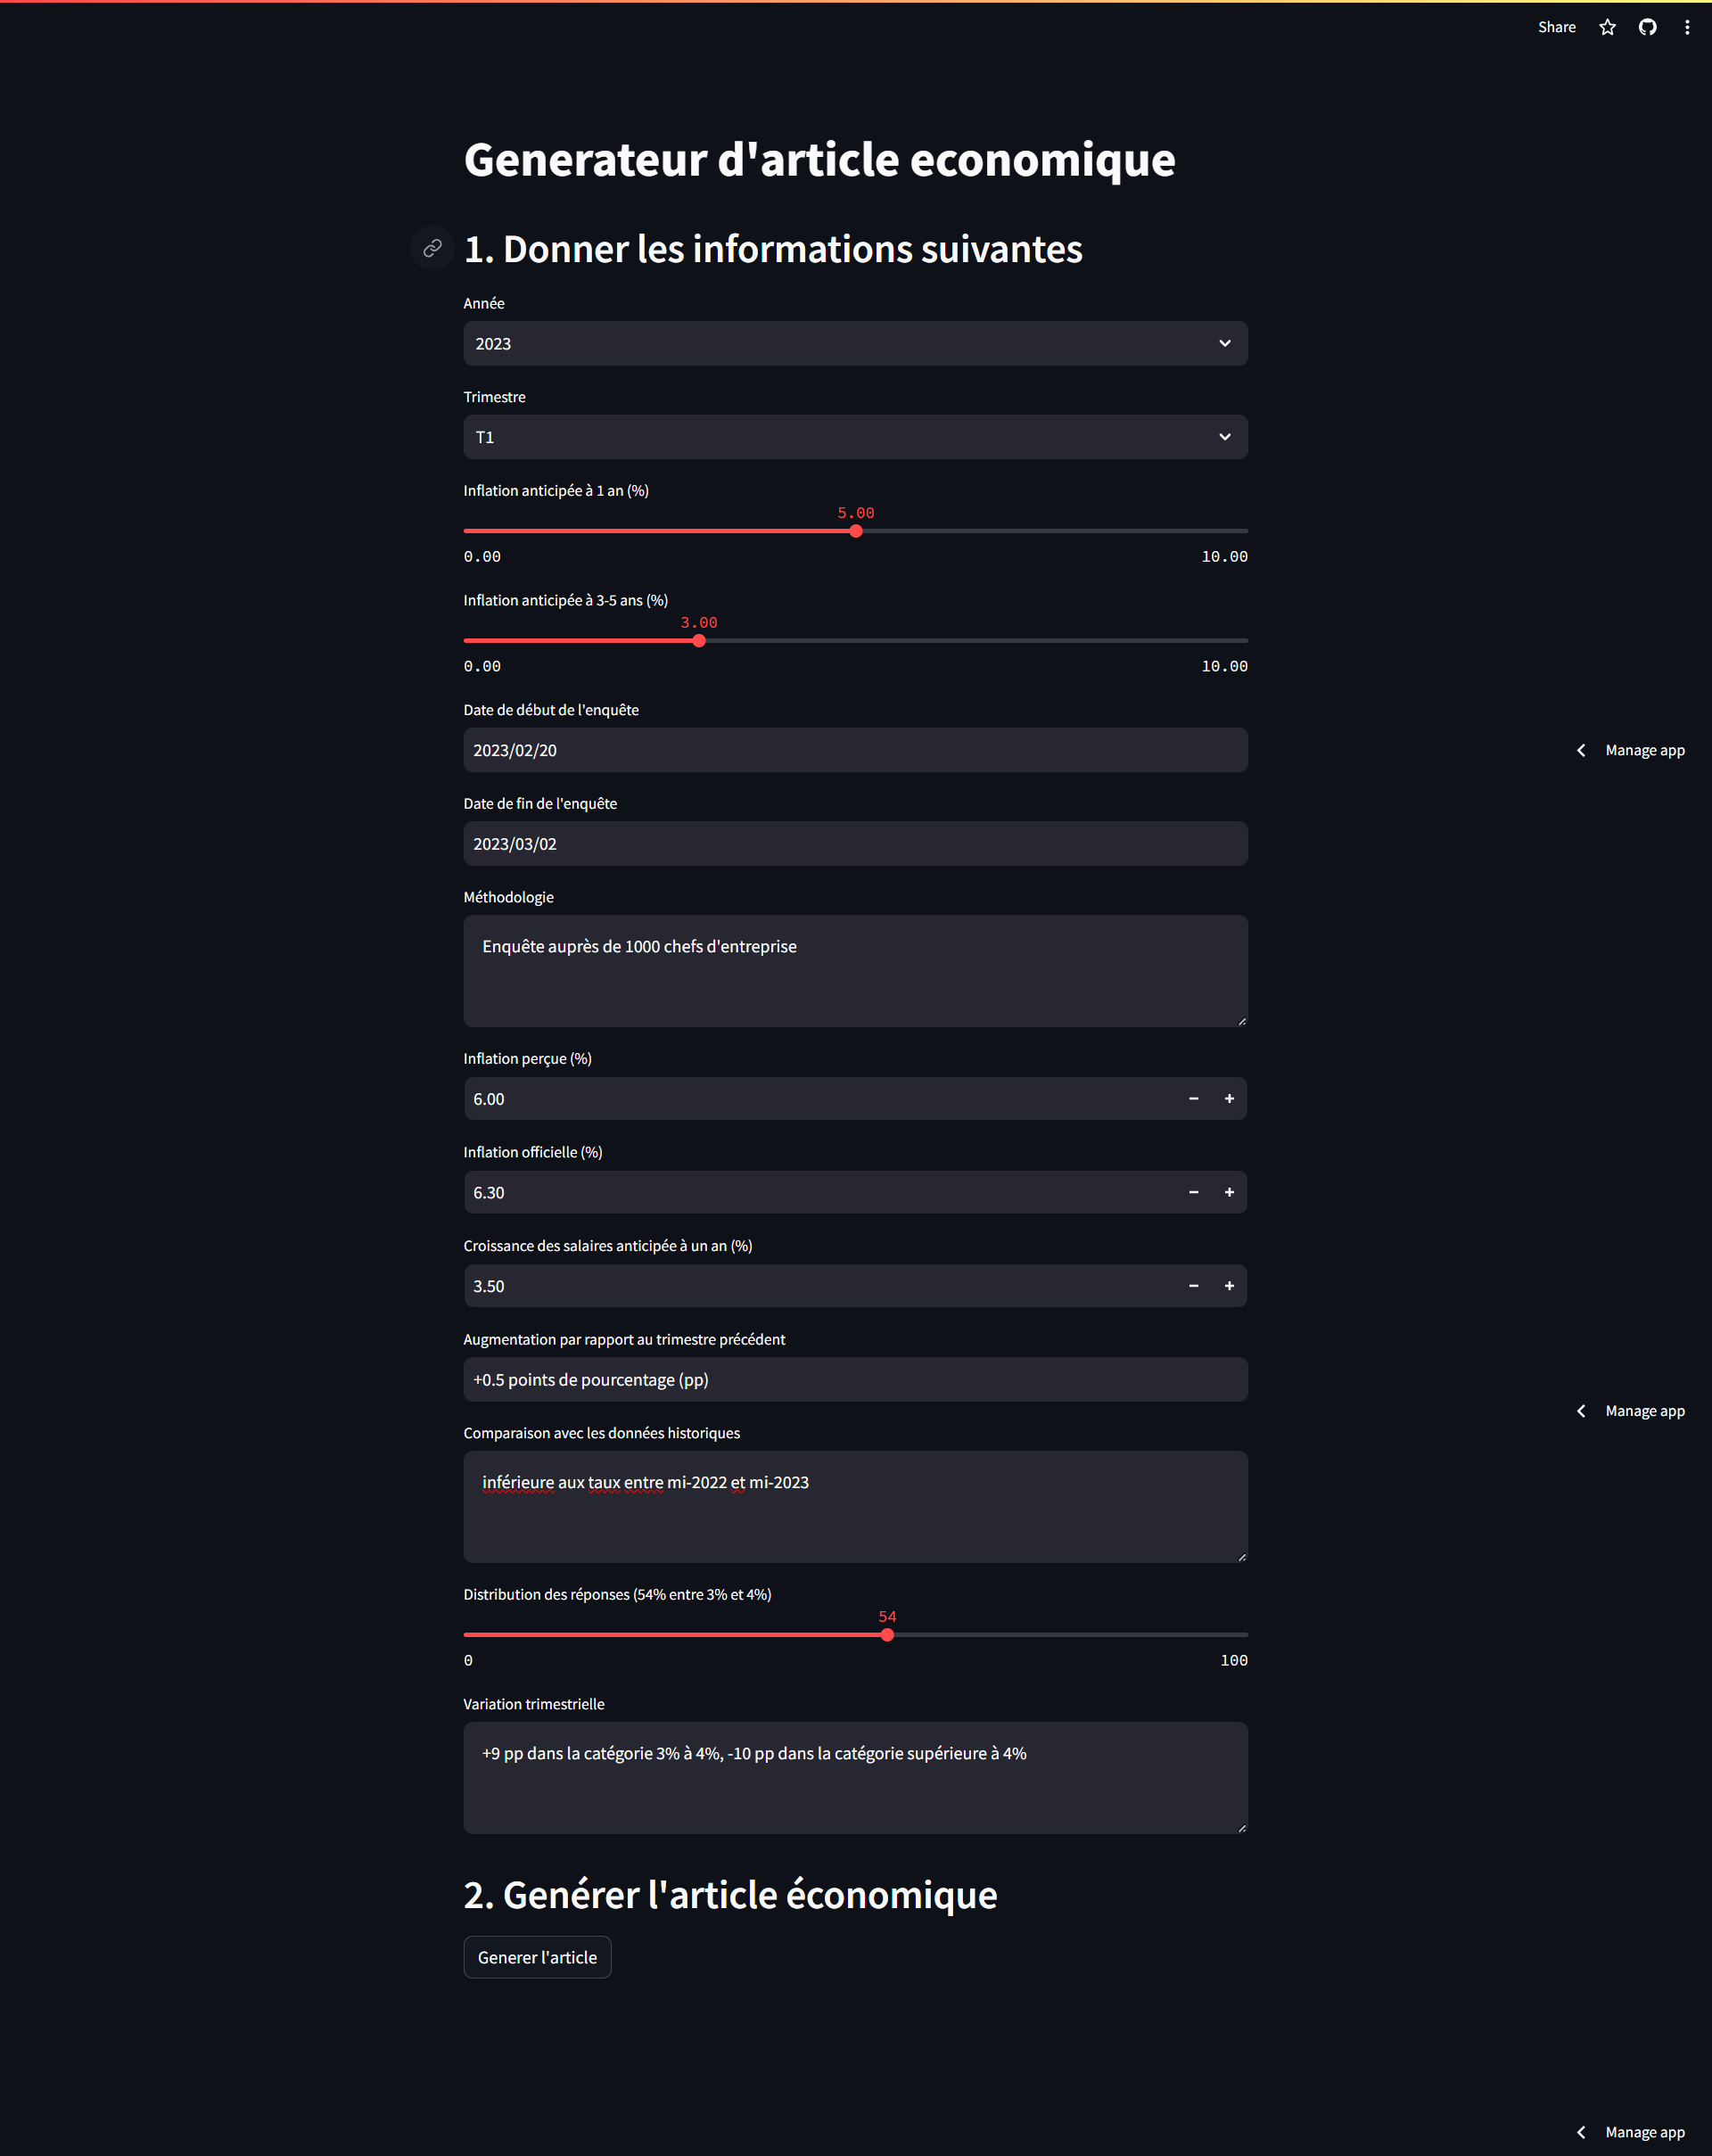 Share
Generateur d'article economique
1. Donner les informations suivantes
Année
2023
Trimestre
T1
Inflation anticipée à 1 an (%)
5.00
0.00 10.00
Inflation anticipée à 3-5 ans (%)
3.00
0.00 10.00
Date de début de l'enquête
2023/02/20
Manage app
Date de fin de l'enquête
2023/03/02
Méthodologie
Enquête auprès de 1000 chefs d'entreprise
Inflation perçue (%)
6.00
Inflation officielle (%)
6.30
Croissance des salaires anticipée à un an (%)
3.50
Augmentation par rapport au trimestre précédent
+0.5 points de pourcentage (pp)
Manage app
Comparaison avec les données historiques
inférieure aux taux entre mi-2022 et mi-2023
Distribution des réponses (54% entre 3% et 4%)
54
0 100
Variation trimestrielle
+9 pp dans la catégorie 3% à 4%, -10 pp dans la catégorie supérieure à 4%
2. Genérer l'article économique
Generer l'article
Manage app